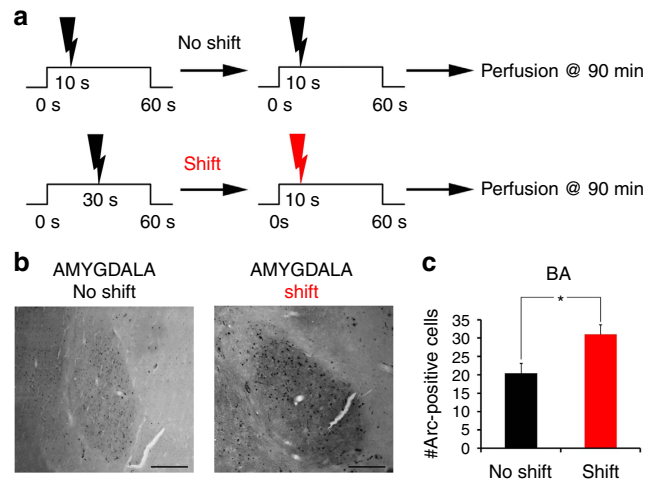 a
No shift
10 s
10 s
Perfusion @ 90 min
0 s
60 s
0 s
60 s
Shift
30 s
10 s
Perfusion @ 90 min
0 s
60 s
0s
60 s
b
AMYGDALA
No shift
AMYGDALA
shift
c
BA
*
#Arc-positive cells
35
30
25
20
15
10
5
0
No shift
Shift